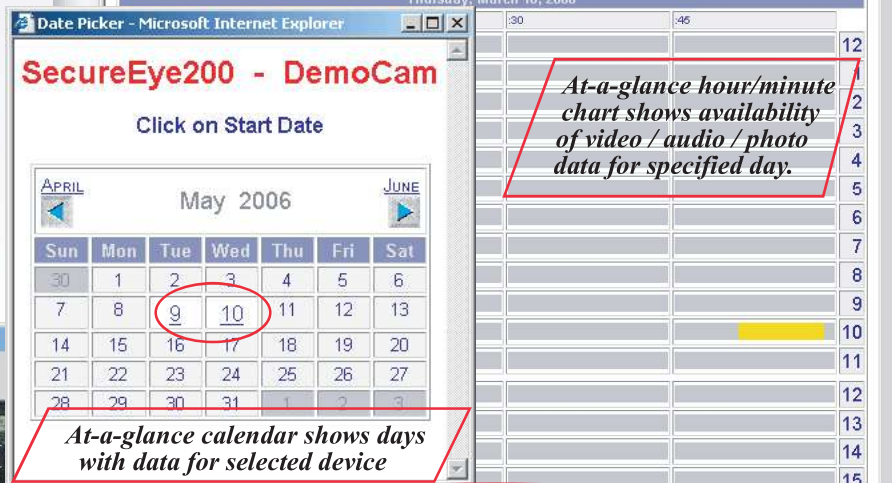 Thursday, March 16, 2006
Date Picker - Microsoft Internet Explorer
SecureEye200 - DemoCam
Click on Start Date
APRIL
May 2006
JUNE
Sun Mon Tue Wed Thu Fri Sat
30 1 2 3 4 5 6
7 8 9 10 11 12 13
14 15 16 17 18 19 20
21 22 23 24 25 26 27
28 29 30 31 1 2 3
At-a-glance calendar shows days
with data for selected device
:30 :45
At-a-glance hour/minute
chart shows availability
of video / audio / photo
data for specified day.
12
1
2
3
4
5
6
7
8
9
10
11
12
13
14
15